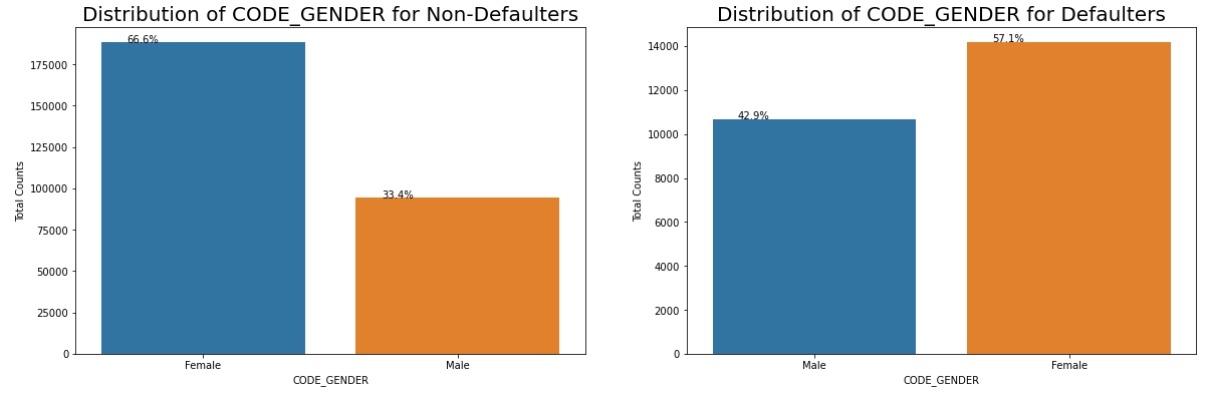 Distribution of CODE_GENDER for Non-Defaulters
66.6%
33.4%
175000
150000
125000
100000
75000
50000
25000
0
Total Counts
Female
Male
CODE_GENDER
Distribution of CODE_GENDER for Defaulters
57.1%
42.9%
14000
12000
10000
8000
6000
4000
2000
0
Total Counts
Male
Female
CODE_GENDER